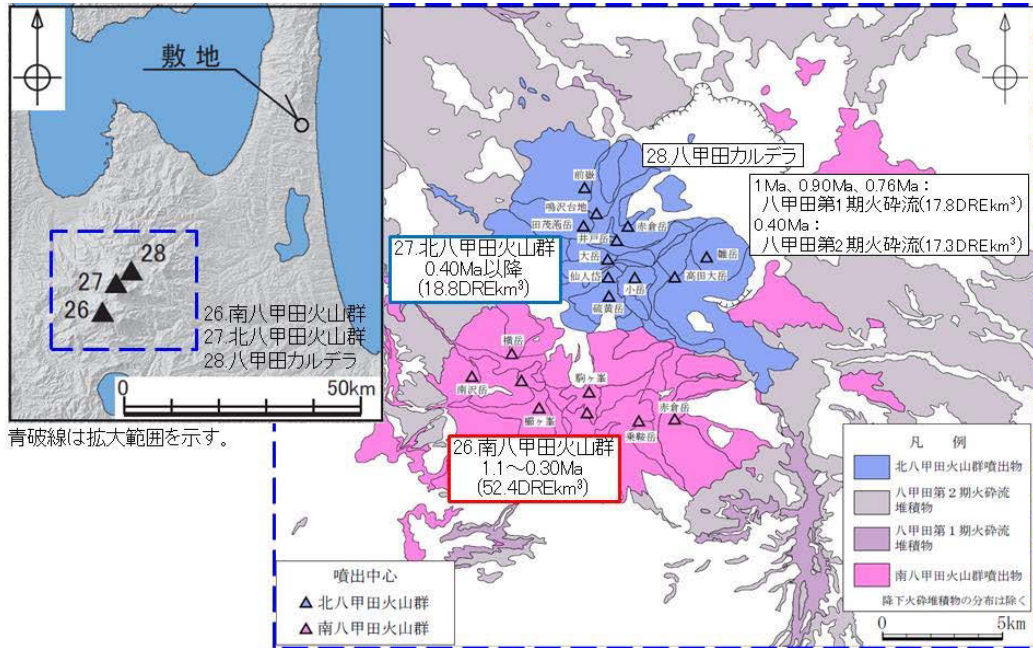 敷地
28
27
26
26.南八甲田火山群
27.北八甲田火山群
28.八甲田カルデラ
0 50km
青破線は拡大範囲を示す。
28.八甲田カルデラ
1Ma、0.90Ma、0.76Ma：
八甲田第1期火砕流(17.8DREkm³)
0.40Ma：
八甲田第2期火砕流(17.3DREkm³)
27.北八甲田火山群
0.40Ma以降
(18.8DREkm³)
前嶽
鳴沢台地
田茂萢岳
赤倉岳
井戸岳
大岳
雛岳
仙人岱
小岳
高田大岳
硫黄岳
横岳
南沢岳
駒ヶ峯
櫛ヶ峯
赤倉岳
乗鞍岳
26.南八甲田火山群
1.1～0.30Ma
(52.4DREkm³)
噴出中心
北八甲田火山群
南八甲田火山群
凡例
北八甲田火山群噴出物
八甲田第２期火砕流
堆積物
八甲田第１期火砕流
堆積物
南八甲田火山群噴出物
降下火砕堆積物の分布は除く
0 5km